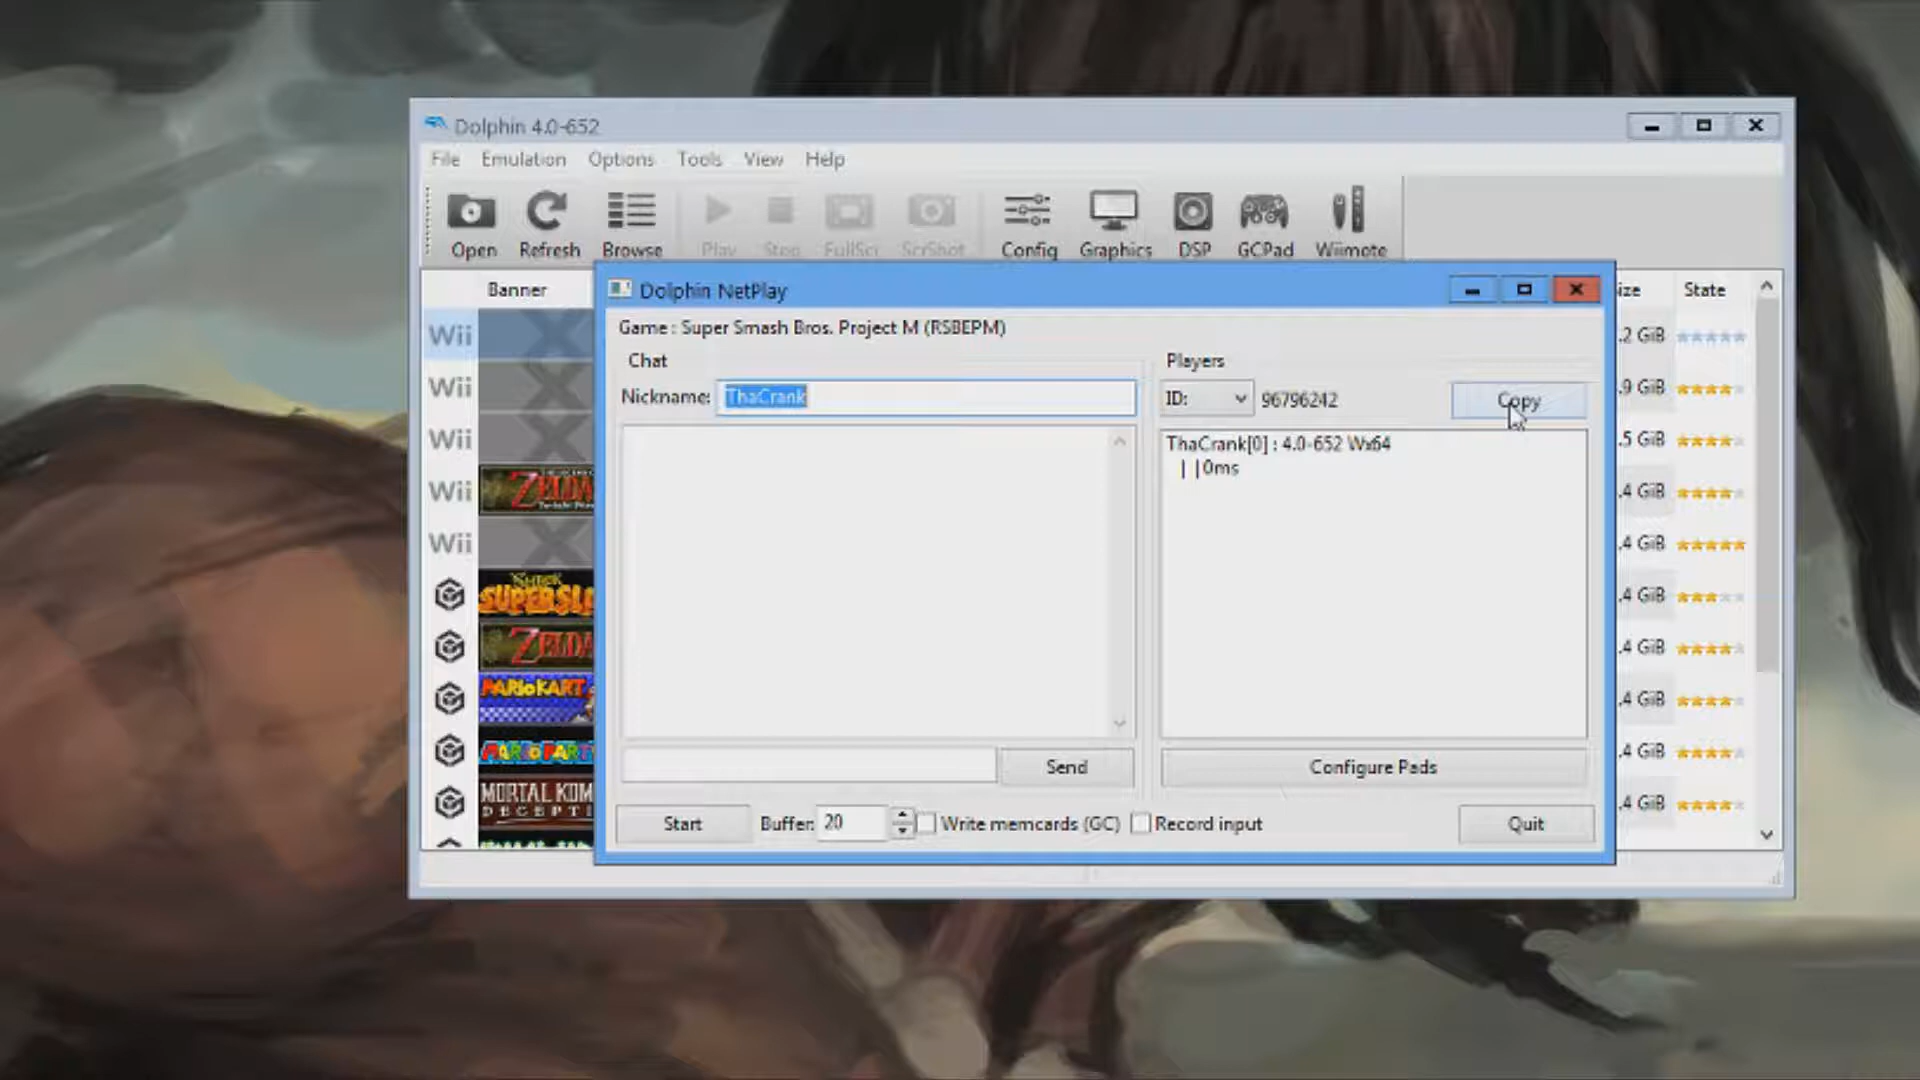 Dolphin 4.0-652
File Emulation Options Tools View Help
Open Refresh Browse Play Stop FullScr ScrShot Config Graphics DSP GCPad Wiimote
Banner State
Dolphin NetPlay
Game : Super Smash Bros. Project M (RSBEPM)
Chat Players
Nickname: ThaCrank ID: 96796242 Copy
ThaCrank[0] : 4.0-652 Wx64
| |0ms
Wii .2 GiB
Wii .9 GiB
Wii .5 GiB
Wii ZELDA .4 GiB
Wii .4 GiB
SUPER .4 GiB
ZELDA .4 GiB
MARIO KART .4 GiB
MARIO PARTY .4 GiB
MORTAL KOM .4 GiB
DECEPTI
Send Configure Pads
Start Buffer: 20 Write memcards (GC) Record input Quit